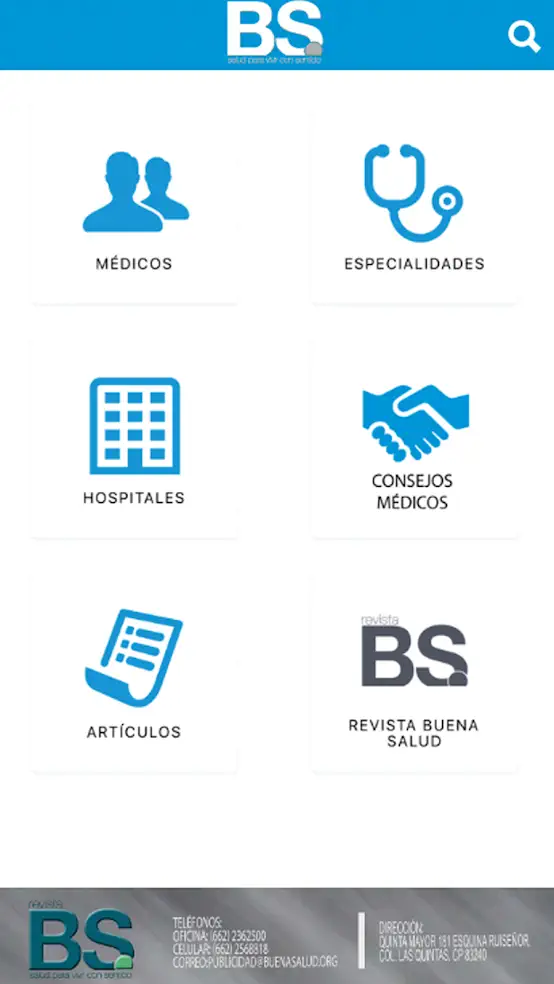 BS.
salud para vivir con sentido
MÉDICOS
ESPECIALIDADES
HOSPITALES
CONSEJOS
MÉDICOS
ARTÍCULOS
revista
BS.
REVISTA BUENA
SALUD
revista
BS.
salud para vivir con sentido
TELÉFONOS:
OFICINA: (662) 2362500
CELULAR: (662) 2568818
CORREO:PUBLICIDAD@BUENASALUD.ORG
DIRECCIÓN:
QUINTA MAYOR 181 ESQUINA RUISEÑOR,
COL. LAS QUINTAS, CP 83240